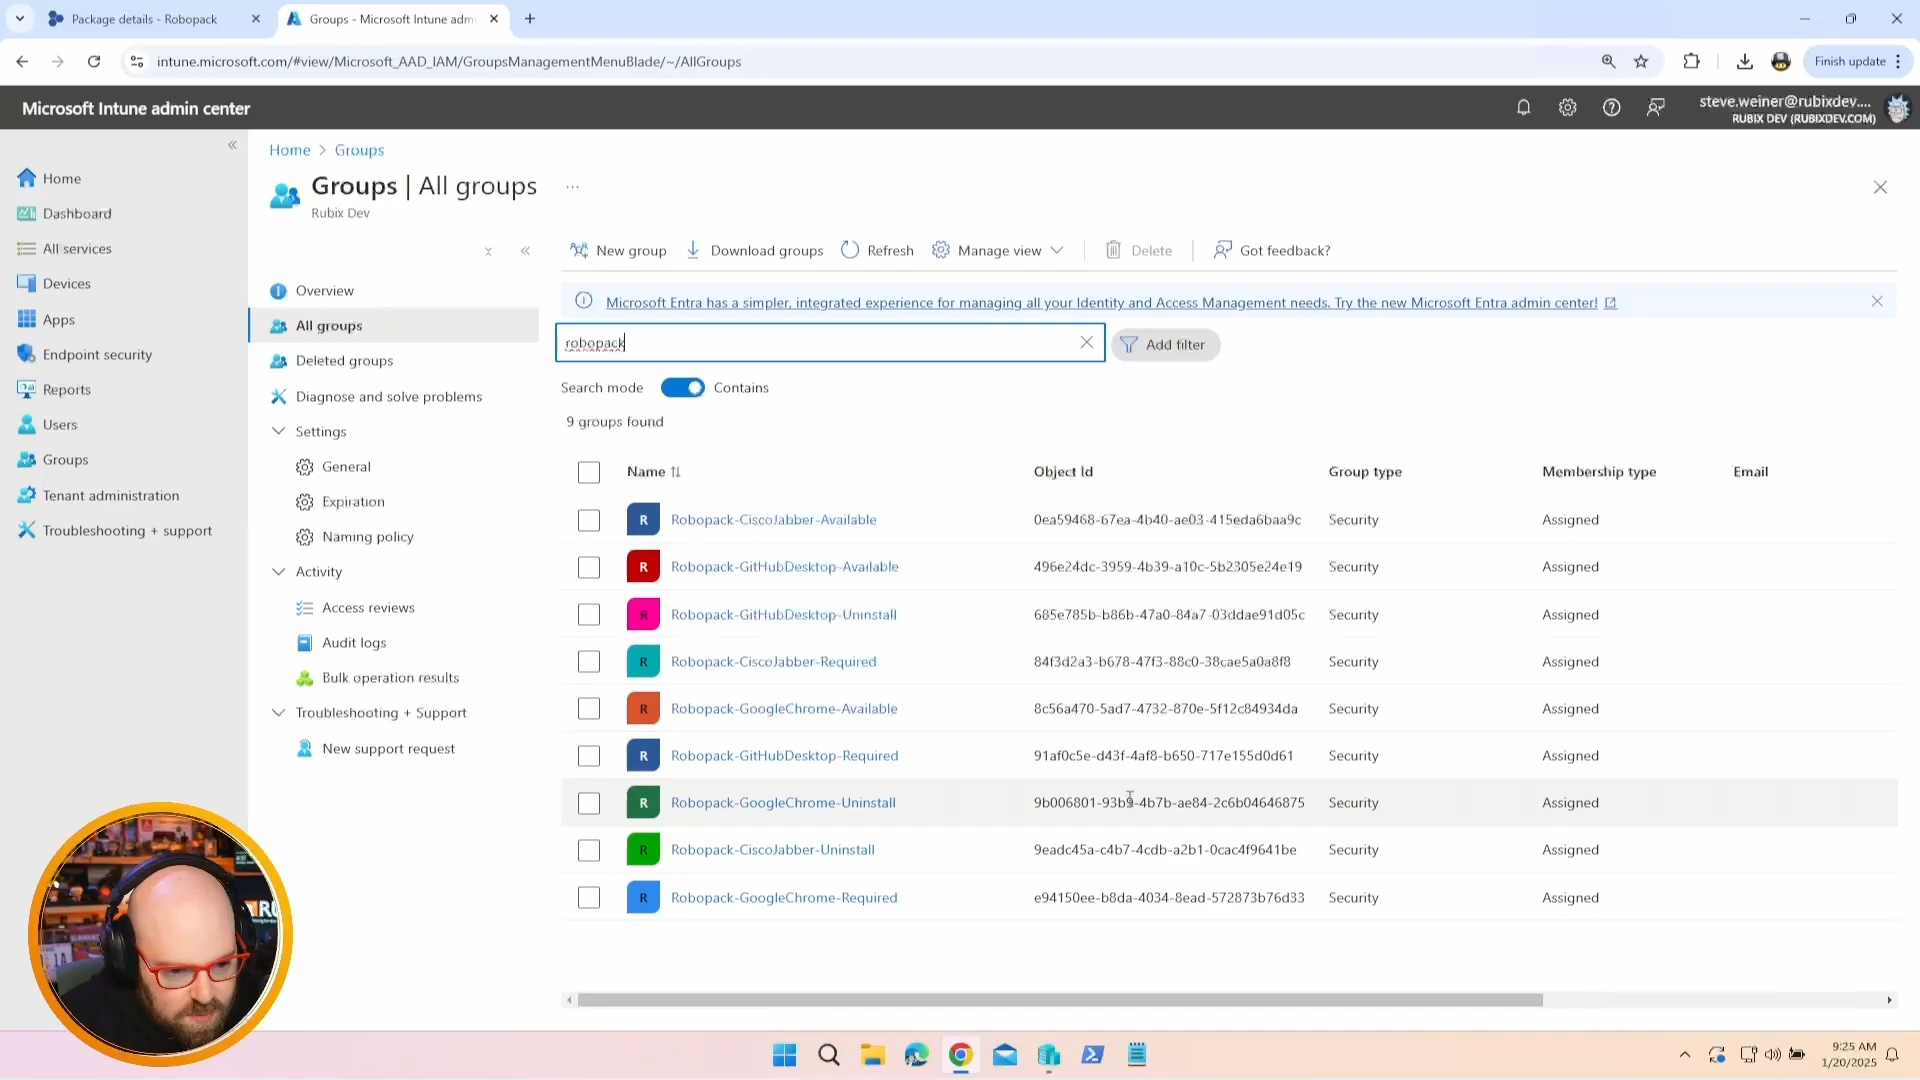 Package details - Robopack
Groups - Microsoft Intune adm
intune.microsoft.com/#view/Microsoft_AAD_IAM/GroupsManagementMenuBlade/~/AllGroups
Finish update
Microsoft Intune admin center
steve.weiner@rubixdev....
RUBIX DEV (RUBIXDEV.COM)
Home
Dashboard
All services
Devices
Apps
Endpoint security
Reports
Users
Groups
Tenant administration
Troubleshooting + support
Home > Groups
Groups | All groups ...
Rubix Dev
Overview
All groups
Deleted groups
Diagnose and solve problems
Settings
General
Expiration
Naming policy
Activity
Access reviews
Audit logs
Bulk operation results
Troubleshooting + Support
New support request
New group Download groups Refresh Manage view Delete Got feedback?
Microsoft Entra has a simpler, integrated experience for managing all your Identity and Access Management needs. Try the new Microsoft Entra admin center!
robopack
Add filter
Search mode Contains
9 groups found
Name Object Id Group type Membership type Email
R Robopack-CiscoJabber-Available 0ea59468-67ea-4b40-ae03-415eda6baa9c Security Assigned
R Robopack-GitHubDesktop-Available 496e24dc-3959-4b39-a10c-5b2305e24e19 Security Assigned
R Robopack-GitHubDesktop-Uninstall 685e785b-b86b-47a0-84a7-03ddae91d05c Security Assigned
R Robopack-CiscoJabber-Required 84f3d2a3-b678-47f3-88c0-38cae5a0a8f8 Security Assigned
R Robopack-GoogleChrome-Available 8c56a470-5ad7-4732-870e-5f12c84934da Security Assigned
R Robopack-GitHubDesktop-Required 91af0c5e-d43f-4af8-b650-717e155d0d61 Security Assigned
R Robopack-GoogleChrome-Uninstall 9b006801-93b9-4b7b-ae84-2c6b04646875 Security Assigned
R Robopack-CiscoJabber-Uninstall 9eadc45a-c4b7-4cdb-a2b1-0cac4f9641be Security Assigned
R Robopack-GoogleChrome-Required e94150ee-b8da-4034-8ead-572873b76d33 Security Assigned
9:25 AM
1/20/2025